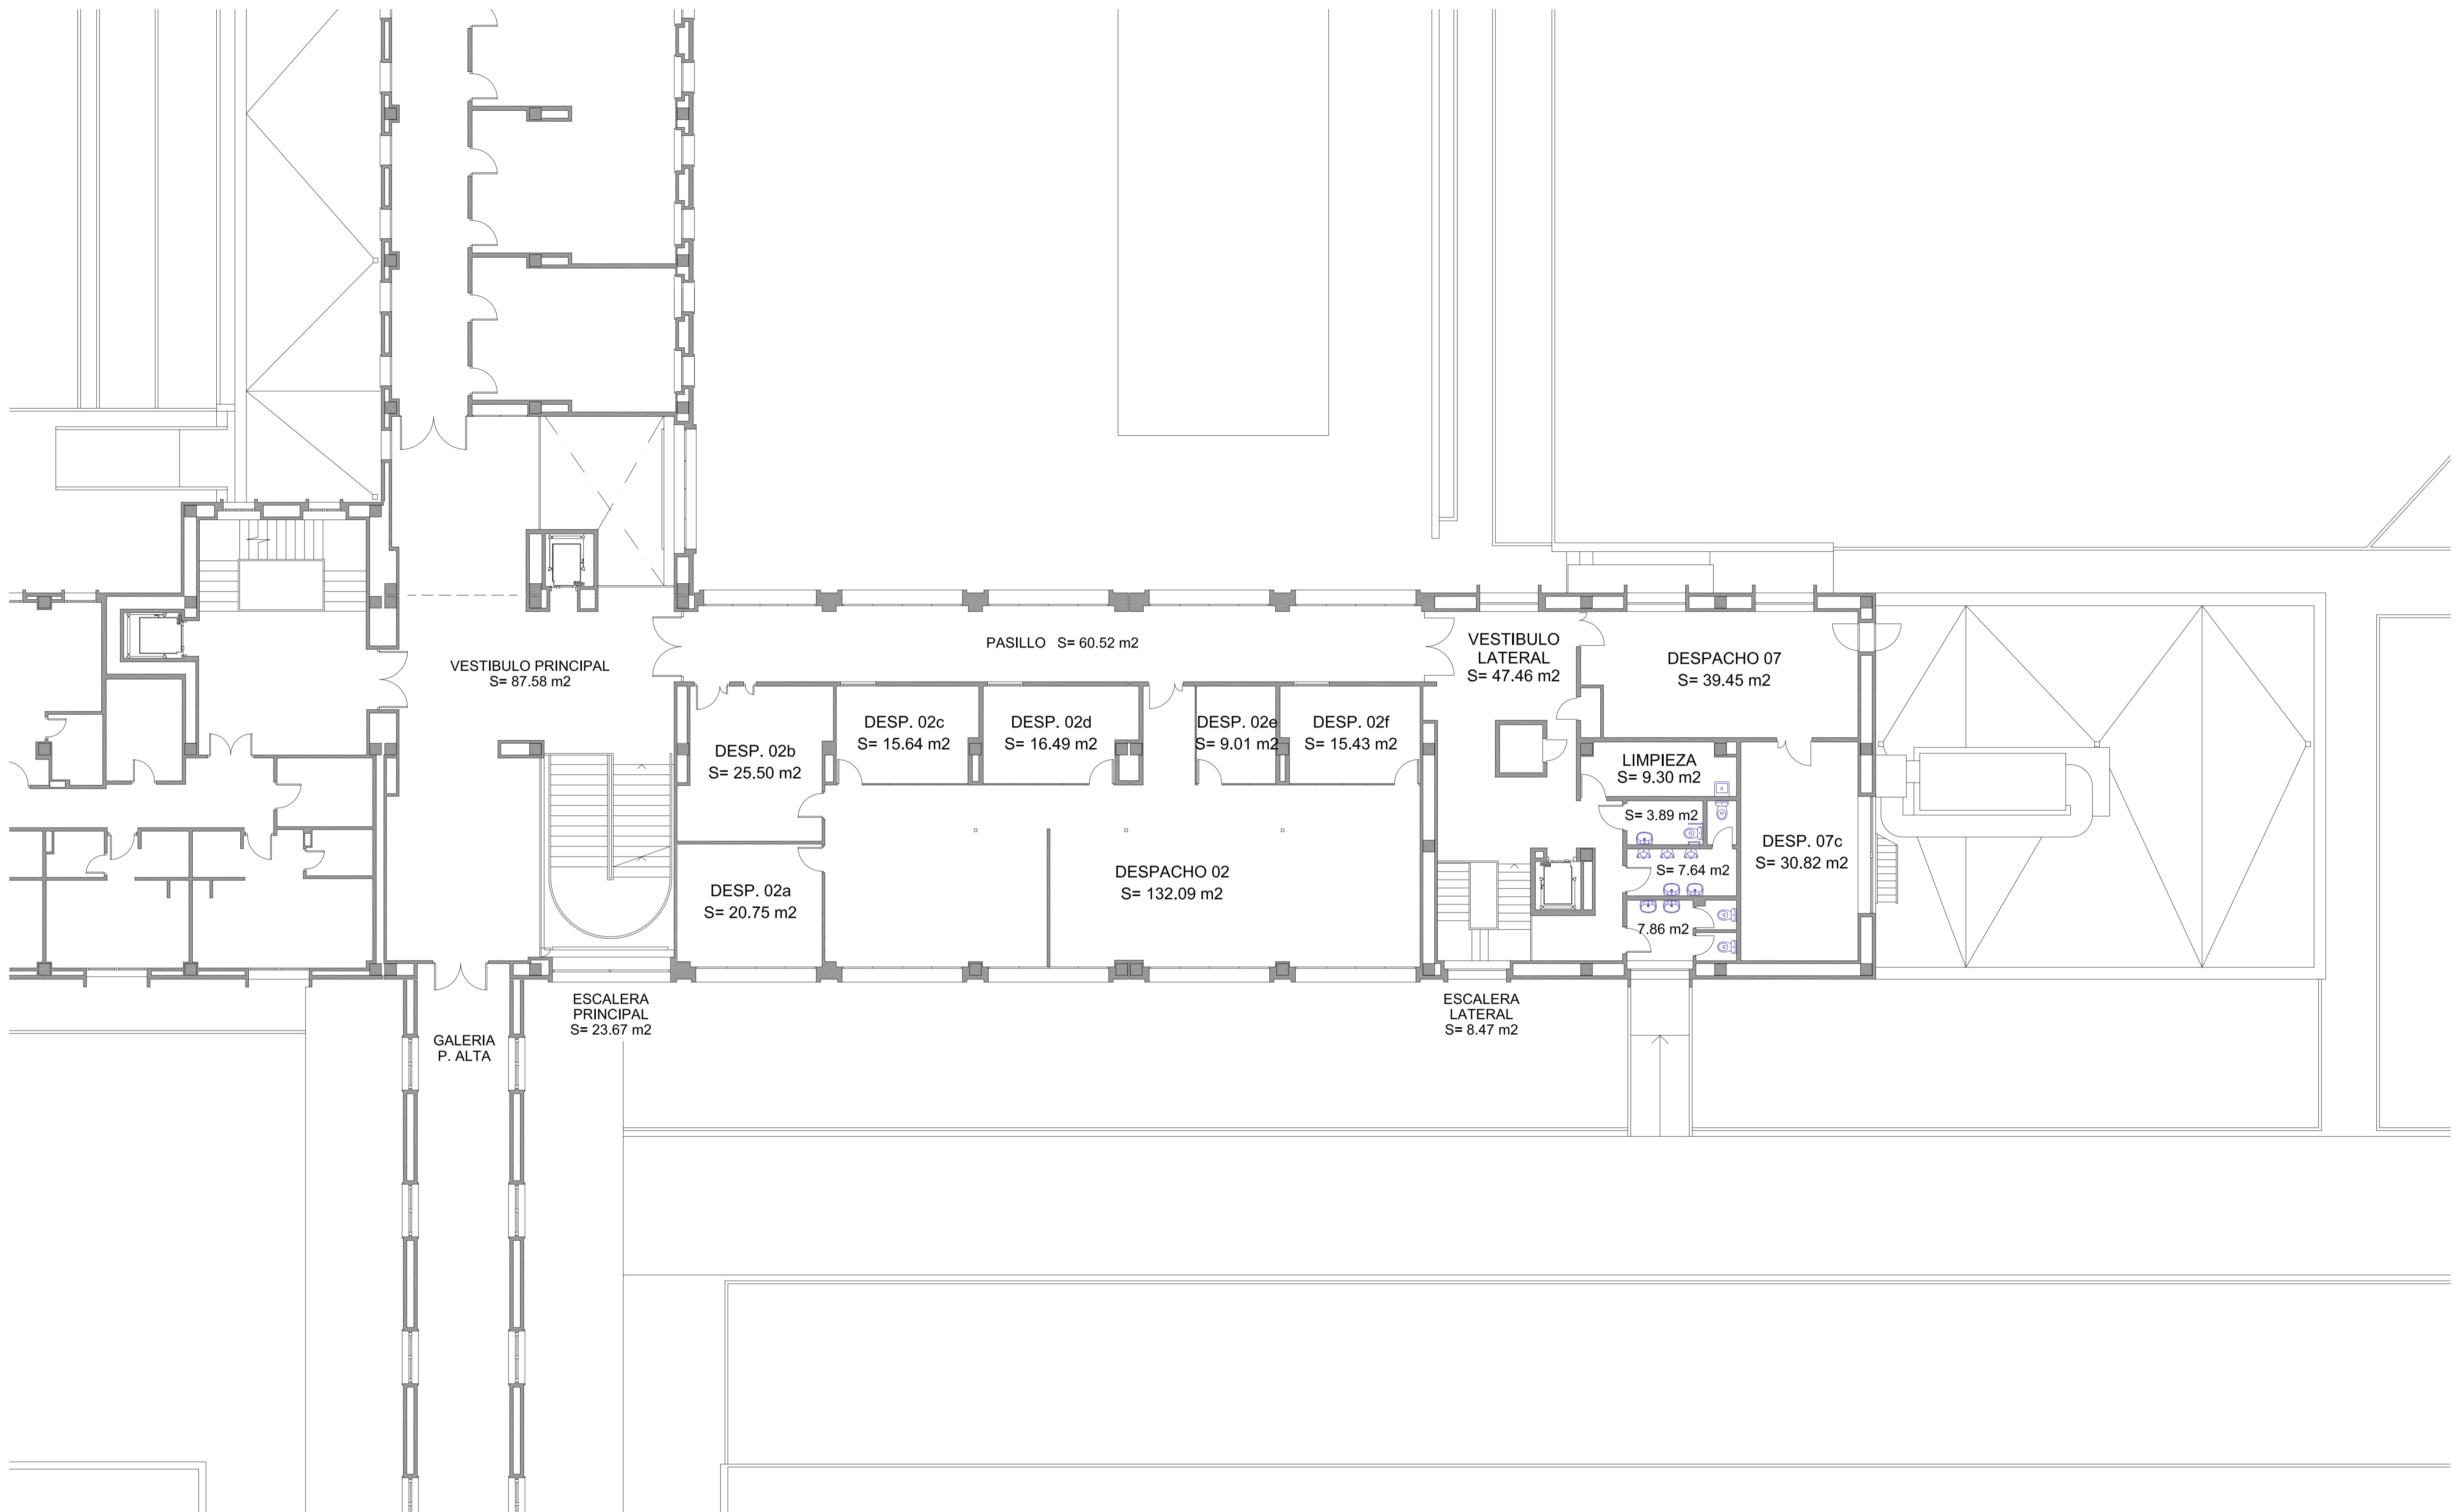 PASILLO   S= 60.52 m2
VESTIBULO
LATERAL
S= 47.46 m2
DESPACHO 07
S= 39.45 m2
VESTIBULO PRINCIPAL
S= 87.58 m2
DESP. 02b
S= 25.50 m2
DESP. 02c
S= 15.64 m2
DESP. 02d
S= 16.49 m2
DESP. 02e
S= 9.01 m2
DESP. 02f
S= 15.43 m2
LIMPIEZA
S= 9.30 m2
S= 3.89 m2
DESP. 07c
S= 30.82 m2
S= 7.64 m2
DESP. 02a
S= 20.75 m2
DESPACHO 02
S= 132.09 m2
7.86 m2
ESCALERA
PRINCIPAL
S= 23.67 m2
ESCALERA
LATERAL
S= 8.47 m2
GALERIA
P. ALTA